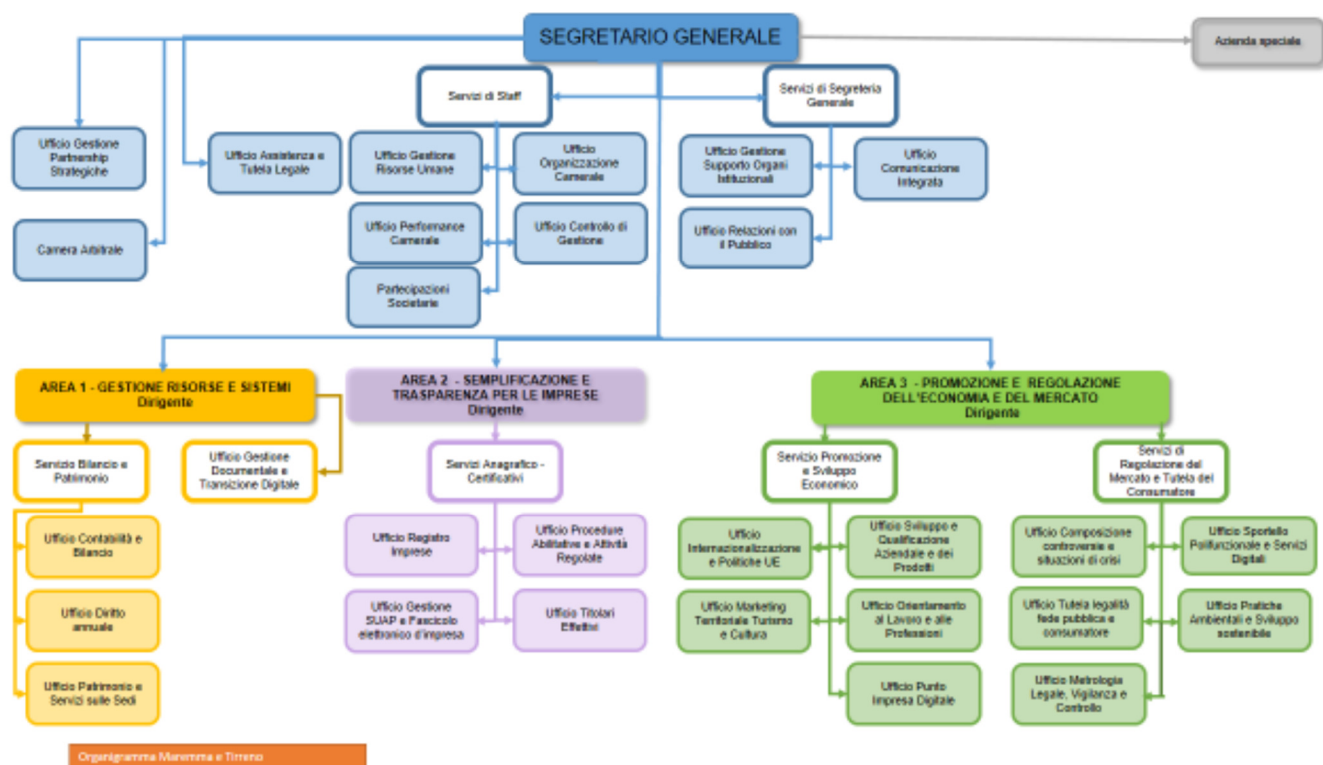 SEGRETARIO GENERALE
Azienda speciale
Servizi di Staff
Servizi di Segreteria
Generale
Ufficio Gestione
Partnership
Strategiche
Ufficio Assistenza e
Tutela Legale
Ufficio Gestione
Risorse Umane
Ufficio
Organizzazione
Camerale
Ufficio Gestione
Supporto Organi
Istituzionali
Ufficio
Comunicazione
Integrata
Camera Arbitrale
Ufficio Performance
Camerale
Ufficio Controllo di
Gestione
Ufficio Relazioni con
il Pubblico
Partecipazioni
Societarie
AREA 1 - GESTIONE RISORSE E SISTEMI
Dirigente
AREA 2 - SEMPLIFICAZIONE E
TRASPARENZA PER LE IMPRESE
Dirigente
AREA 3 - PROMOZIONE E REGOLAZIONE
DELL'ECONOMIA E DEL MERCATO
Dirigente
Servizio Bilancio e
Patrimonio
Ufficio Gestione
Documentale e
Transizione Digitale
Servizi Anagrafico -
Certificativi
Servizio Promozione
e Sviluppo
Economico
Servizi di
Regolazione del
Mercato e Tutela del
Consumatore
Ufficio Contabilità e
Bilancio
Ufficio Diritto
annuale
Ufficio Patrimonio e
Servizi sulle Sedi
Ufficio Registro
Imprese
Ufficio Procedure
Abilitative e Attività
Regolate
Ufficio Gestione
SUAP e Fascicolo
elettronico d'impresa
Ufficio Titolari
Effettivi
Ufficio
Internazionalizzazione
e Politiche UE
Ufficio Sviluppo e
Qualificazione
Aziendale e dei
Prodotti
Ufficio Marketing
Territoriale Turismo
e Cultura
Ufficio Orientamento
al Lavoro e alle
Professioni
Ufficio Punto
Impresa Digitale
Ufficio Composizione
controversie e
situazioni di crisi
Ufficio Sportello
Polifunzionale e Servizi
Digitali
Ufficio Tutela legalità
fede pubblica e
consumatore
Ufficio Pratiche
Ambientali e Sviluppo
sostenibile
Ufficio Metrologia
Legale, Vigilanza e
Controllo
Organigramma Maremma e Tirreno